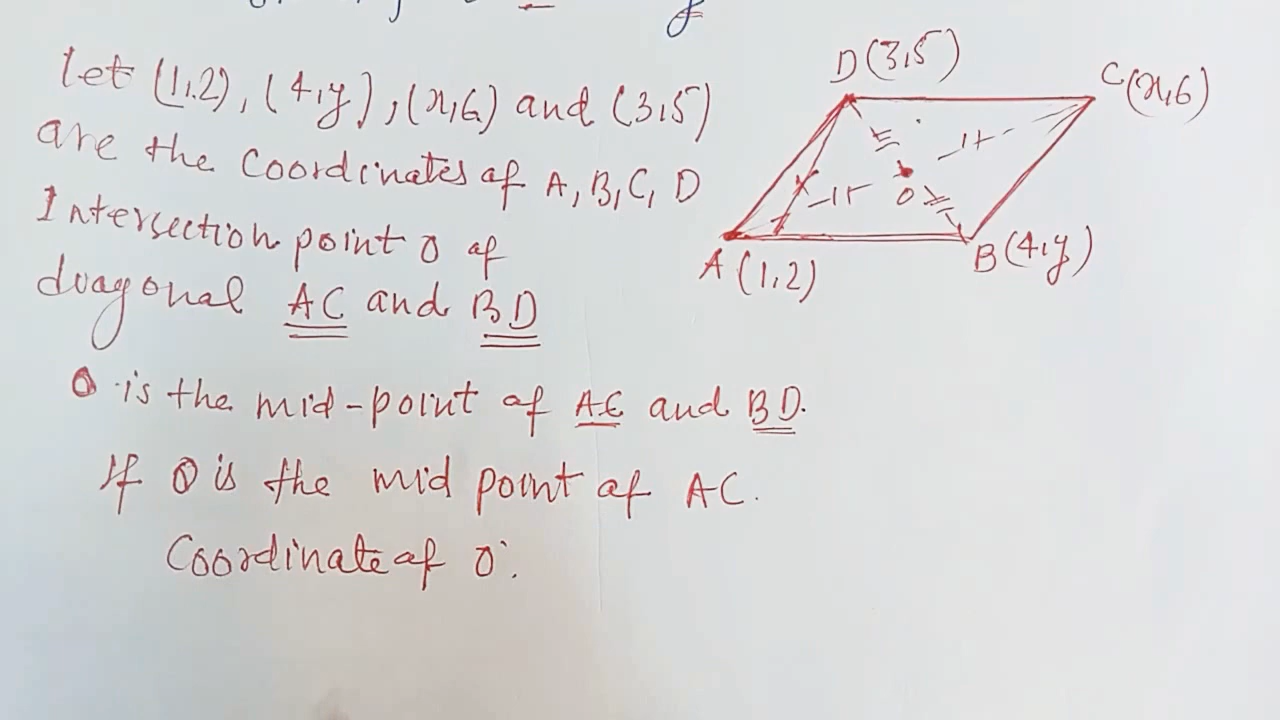 let (1,2), (4,y), (x,6) and (3,5)
are the coordinates of A, B, C, D
Intersection point O of
diagonal AC and BD
O is the mid-point of AC and BD.
If O is the mid point of AC.
Coordinate of O:
D(3,5)
C(x,6)
O
A(1,2)
B(4,y)